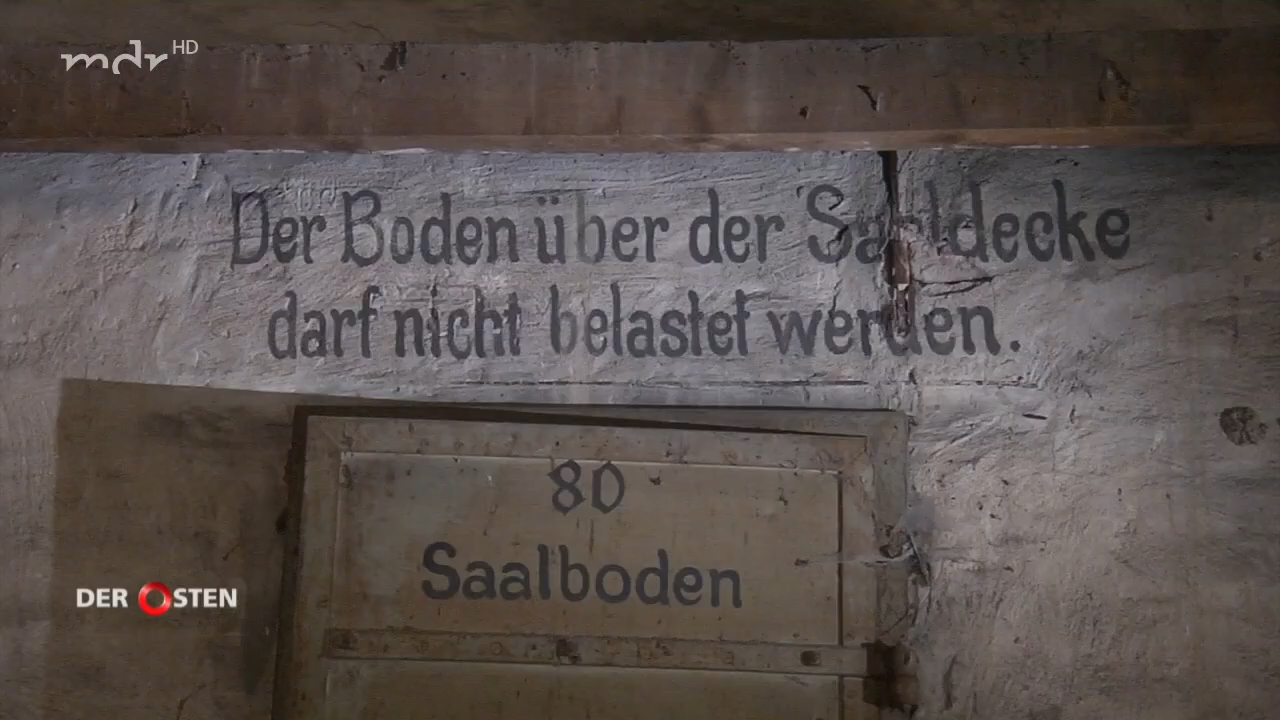 mdr HD
Der Boden über der Saaldecke
darf nicht belastet werden.
80
Saalboden
DER OSTEN